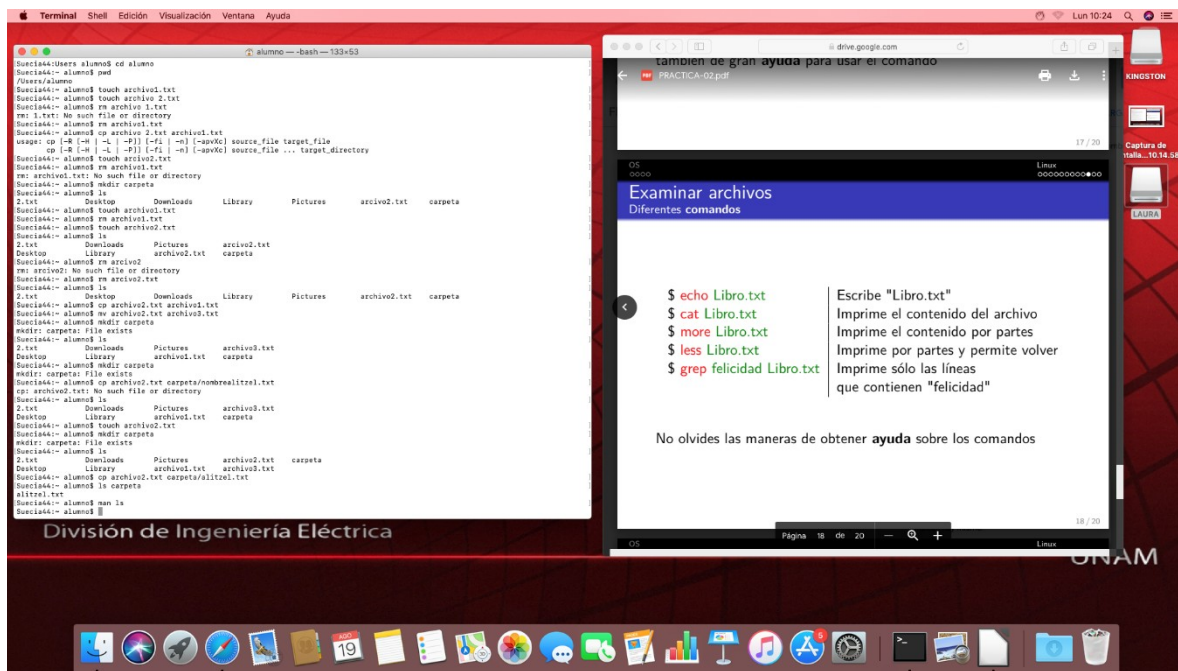 Terminal Shell Edición Visualización Ventana Ayuda
Lun 10:24
alumno — -bash — 133×53
Suecia44:Users alumno$ cd alumno
Suecia44:~ alumno$ pwd
/Users/alumno
Suecia44:~ alumno$ touch archivo1.txt
Suecia44:~ alumno$ touch archivo 2.txt
Suecia44:~ alumno$ rm archivo 1.txt
rm: 1.txt: No such file or directory
Suecia44:~ alumno$ rm archivo1.txt
Suecia44:~ alumno$ cp archivo 2.txt archivo1.txt
usage: cp [-R [-H | -L | -P]] [-fi | -n] [-apvXc] source_file target_file
cp [-R [-H | -L | -P]] [-fi | -n] [-apvXc] source_file ... target_directory
Suecia44:~ alumno$ touch arcivo2.txt
Suecia44:~ alumno$ rm archivo1.txt
rm: archivo1.txt: No such file or directory
Suecia44:~ alumno$ mkdir carpeta
Suecia44:~ alumno$ ls
2.txt Desktop Downloads Library Pictures arcivo2.txt carpeta
Suecia44:~ alumno$ touch archivo1.txt
Suecia44:~ alumno$ rm archivo1.txt
Suecia44:~ alumno$ touch archivo2.txt
Suecia44:~ alumno$ ls
2.txt Downloads Pictures arcivo2.txt
Desktop Library archivo2.txt carpeta
Suecia44:~ alumno$ rm arcivo2
rm: arcivo2: No such file or directory
Suecia44:~ alumno$ rm arcivo2.txt
Suecia44:~ alumno$ ls
2.txt Desktop Downloads Library Pictures archivo2.txt carpeta
Suecia44:~ alumno$ cp archivo2.txt archivo1.txt
Suecia44:~ alumno$ mv archivo2.txt archivo3.txt
Suecia44:~ alumno$ mkdir carpeta
mkdir: carpeta: File exists
Suecia44:~ alumno$ ls
2.txt Downloads Pictures archivo3.txt
Desktop Library archivo1.txt carpeta
Suecia44:~ alumno$ mkdir carpeta
mkdir: carpeta: File exists
Suecia44:~ alumno$ cp archivo2.txt carpeta/nombrealitzel.txt
cp: archivo2.txt: No such file or directory
Suecia44:~ alumno$ ls
2.txt Downloads Pictures archivo3.txt
Desktop Library archivo1.txt carpeta
Suecia44:~ alumno$ touch archivo2.txt
Suecia44:~ alumno$ mkdir carpeta
mkdir: carpeta: File exists
Suecia44:~ alumno$ ls
2.txt Downloads Pictures archivo2.txt carpeta
Desktop Library archivo1.txt archivo3.txt
Suecia44:~ alumno$ cp archivo2.txt carpeta/alitzel.txt
Suecia44:~ alumno$ ls carpeta
alitzel.txt
Suecia44:~ alumno$ man ls
Suecia44:~ alumno$
drive.google.com
también de gran ayuda para usar el comando
PDF PRACTICA-02.pdf
17 / 20
OS Linux
Examinar archivos
Diferentes comandos
$ echo Libro.txt Escribe "Libro.txt"
$ cat Libro.txt Imprime el contenido del archivo
$ more Libro.txt Imprime el contenido por partes
$ less Libro.txt Imprime por partes y permite volver
$ grep felicidad Libro.txt Imprime sólo las líneas
que contienen "felicidad"
No olvides las maneras de obtener ayuda sobre los comandos
18 / 20
Página 18 de 20
OS Linux
KINGSTON
Captura de
LAURA
División de Ingeniería Eléctrica
UNAM
AGO
19
5